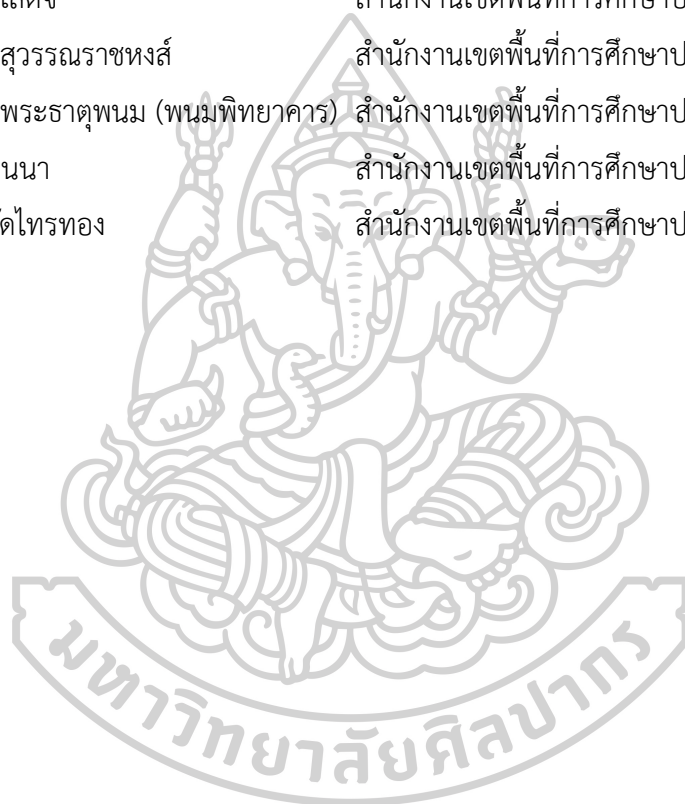 สุวรรณราชหงส์ สำนักงานเขตพื้นที่การศึกษาป
พระธาตุพนม (พนมพิทยาคาร) สำนักงานเขตพื้นที่การศึกษาป
นนา สำนักงานเขตพื้นที่การศึกษาป
ัดไทรทอง สำนักงานเขตพื้นที่การศึกษาป
มหาวิทยาลัยศิลปากร